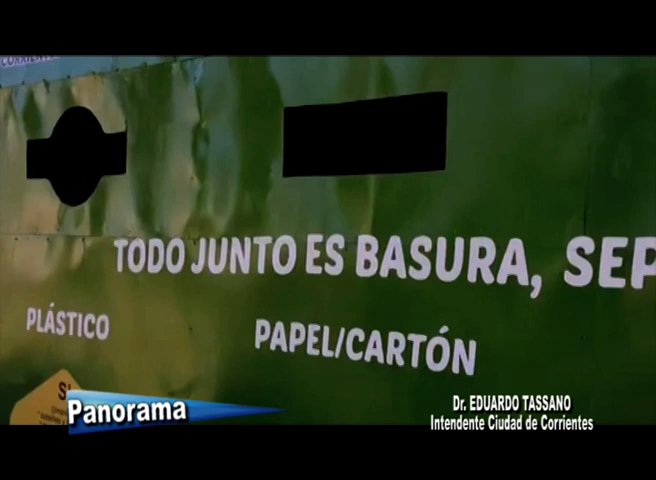 TODO JUNTO ES BASURA, SEP
PLÁSTICO
PAPEL/CARTÓN
Panorama
Dr. EDUARDO TASSANO
Intendente Ciudad de Corrientes